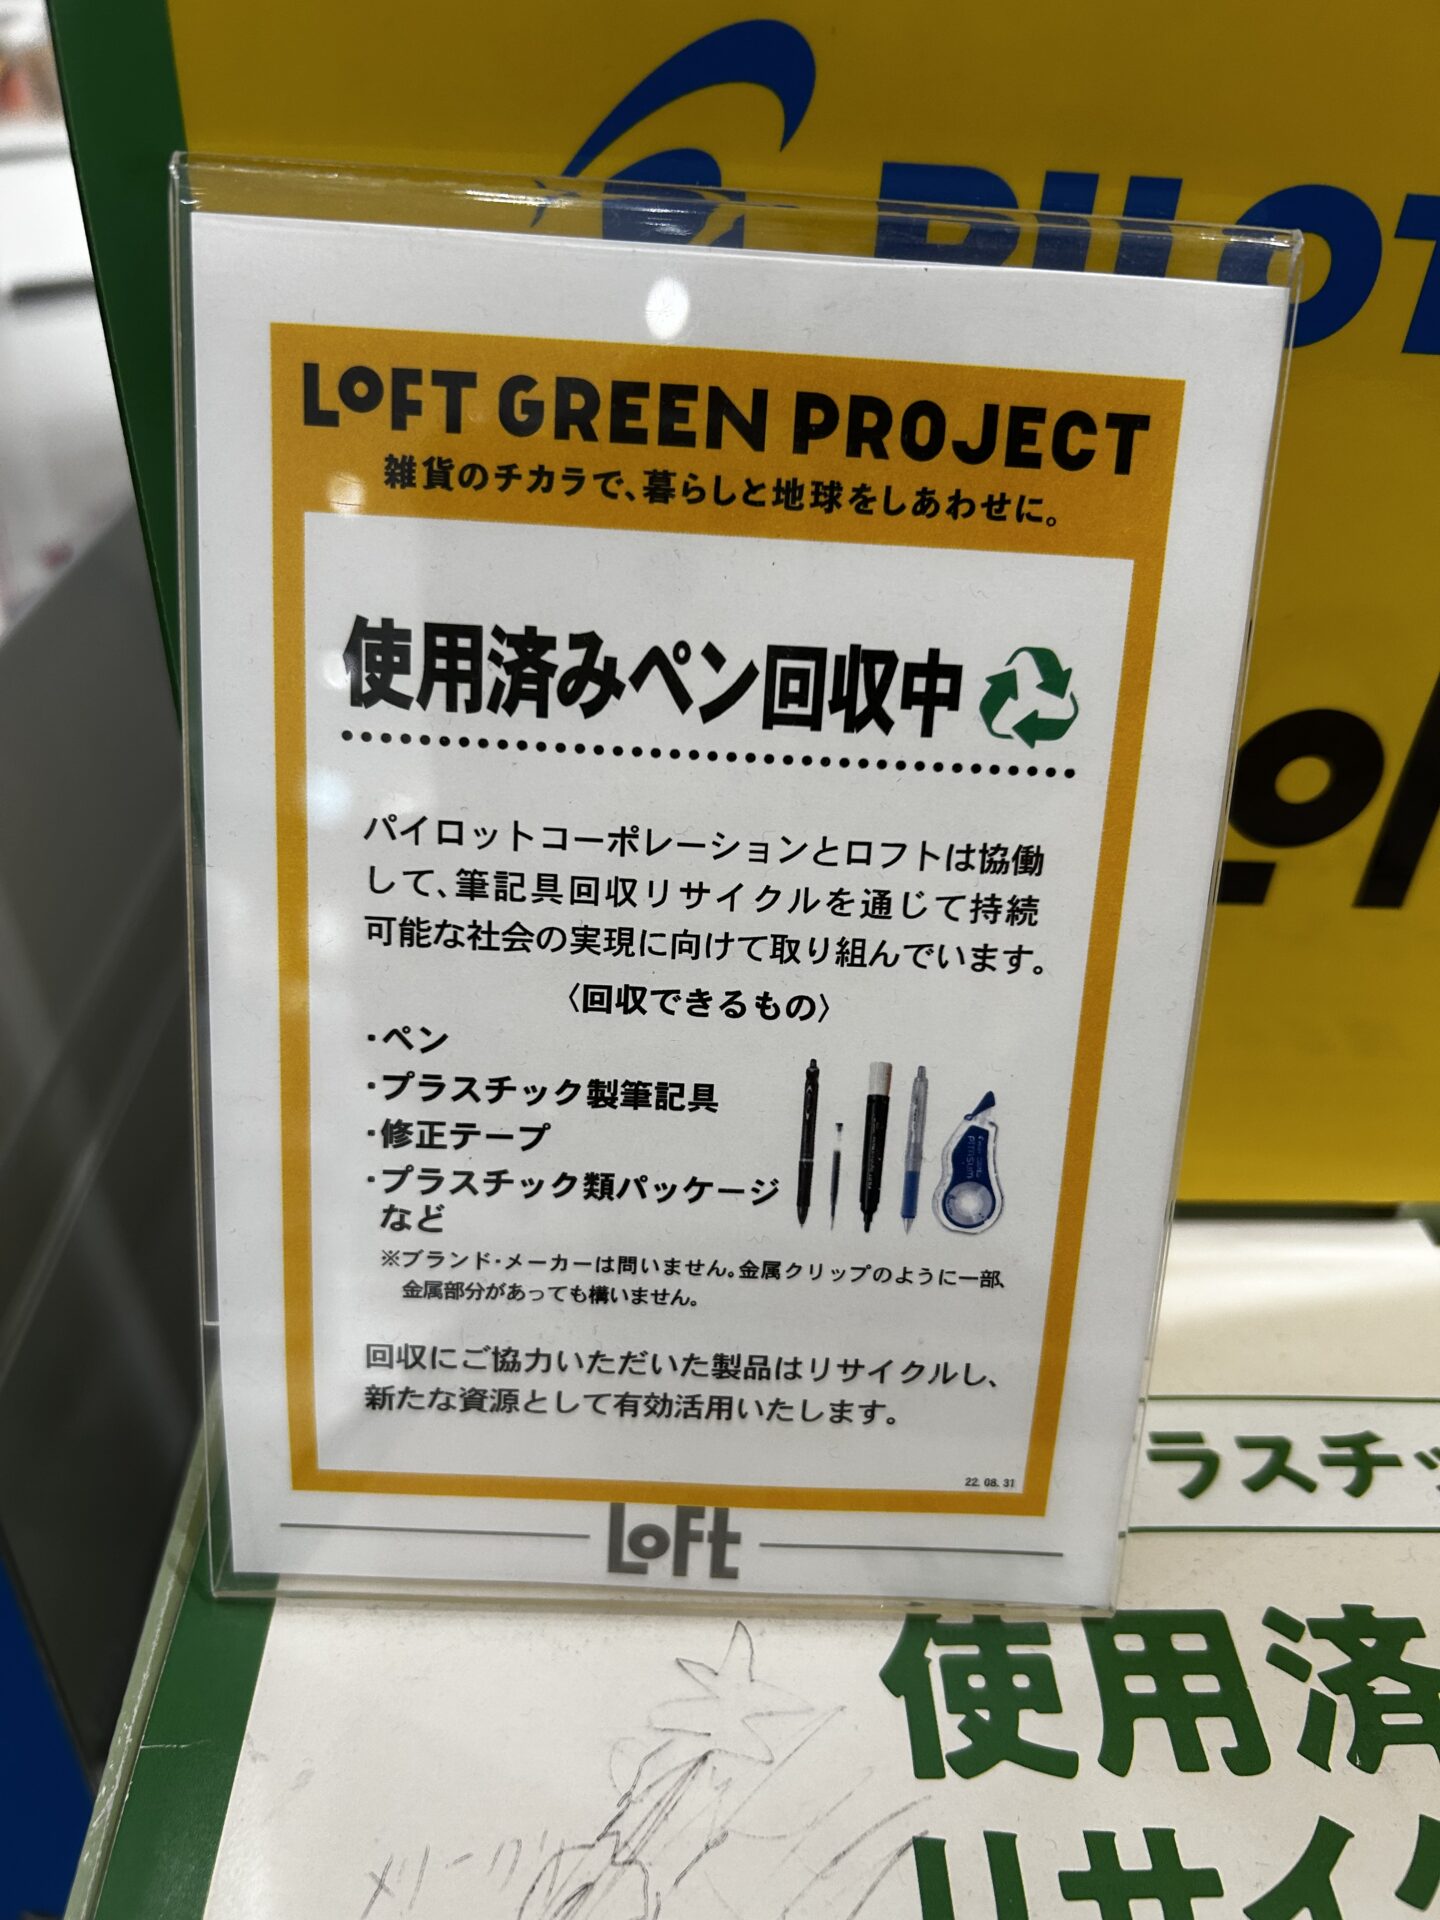 PILOT
LOFT GREEN PROJECT
雑貨のチカラで、暮らしと地球をしあわせに。
使用済みペン回収中
パイロットコーポレーションとロフトは協働
して、筆記具回収リサイクルを通じて持続
可能な社会の実現に向けて取り組んでいます。
〈回収できるもの〉
・ペン
・プラスチック製筆記具
・修正テープ
・プラスチック類パッケージ
など
※ブランド・メーカーは問いません。金属クリップのように一部、
金属部分があっても構いません。
回収にご協力いただいた製品はリサイクルし、
新たな資源として有効活用いたします。
22.08.31
LOFT
ラスチッ
使用済
リサイ